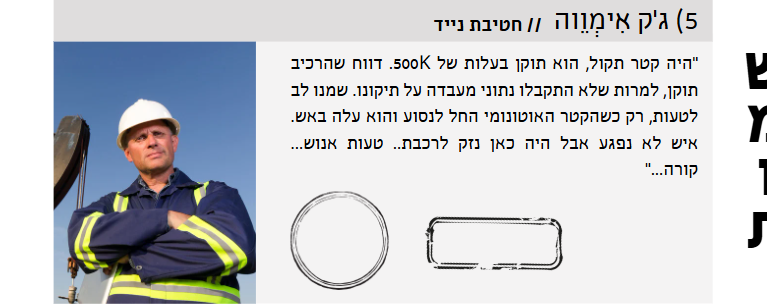 5) ג'ק אִימְוֵוה // חטיבת נייד
"היה קטר תקול, הוא תוקן בעלות של 500K. דווח שהרכיב
תוקן, למרות שלא התקבלו נתוני מעבדה על תיקונו. שמנו לב
לטעות, רק כשהקטר האוטונומי החל לנסוע והוא עלה באש.
איש לא נפגע אבל היה כאן נזק לרכבת.. טעות אנוש...
קורה..."
ש
מ
ו
ת